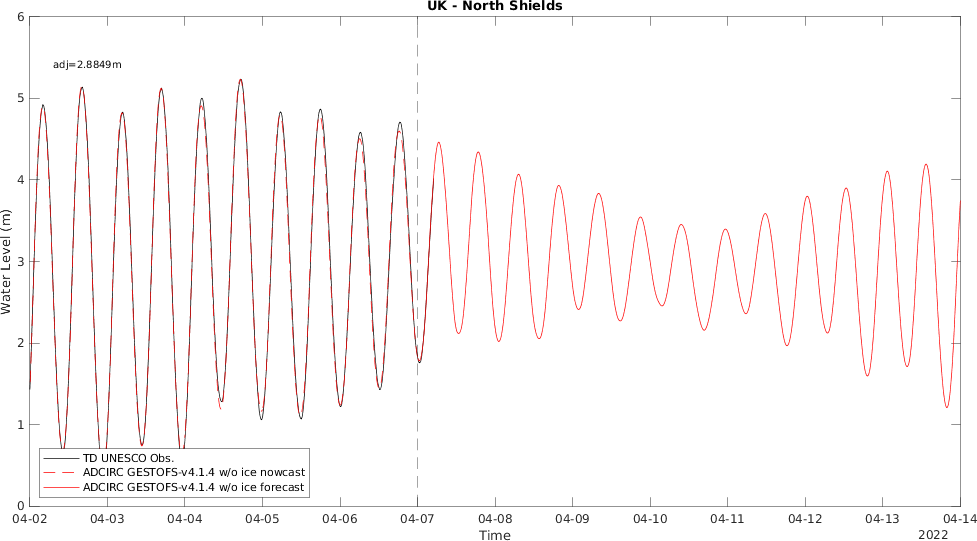 UK - North Shields
adj=2.8849m
Water Level (m)
6
5
4
3
2
1
0
TD UNESCO Obs.
ADCIRC GESTOFS-v4.1.4 w/o ice nowcast
ADCIRC GESTOFS-v4.1.4 w/o ice forecast
04-02 04-03 04-04 04-05 04-06 04-07 04-08 04-09 04-10 04-11 04-12 04-13 04-14
Time
2022